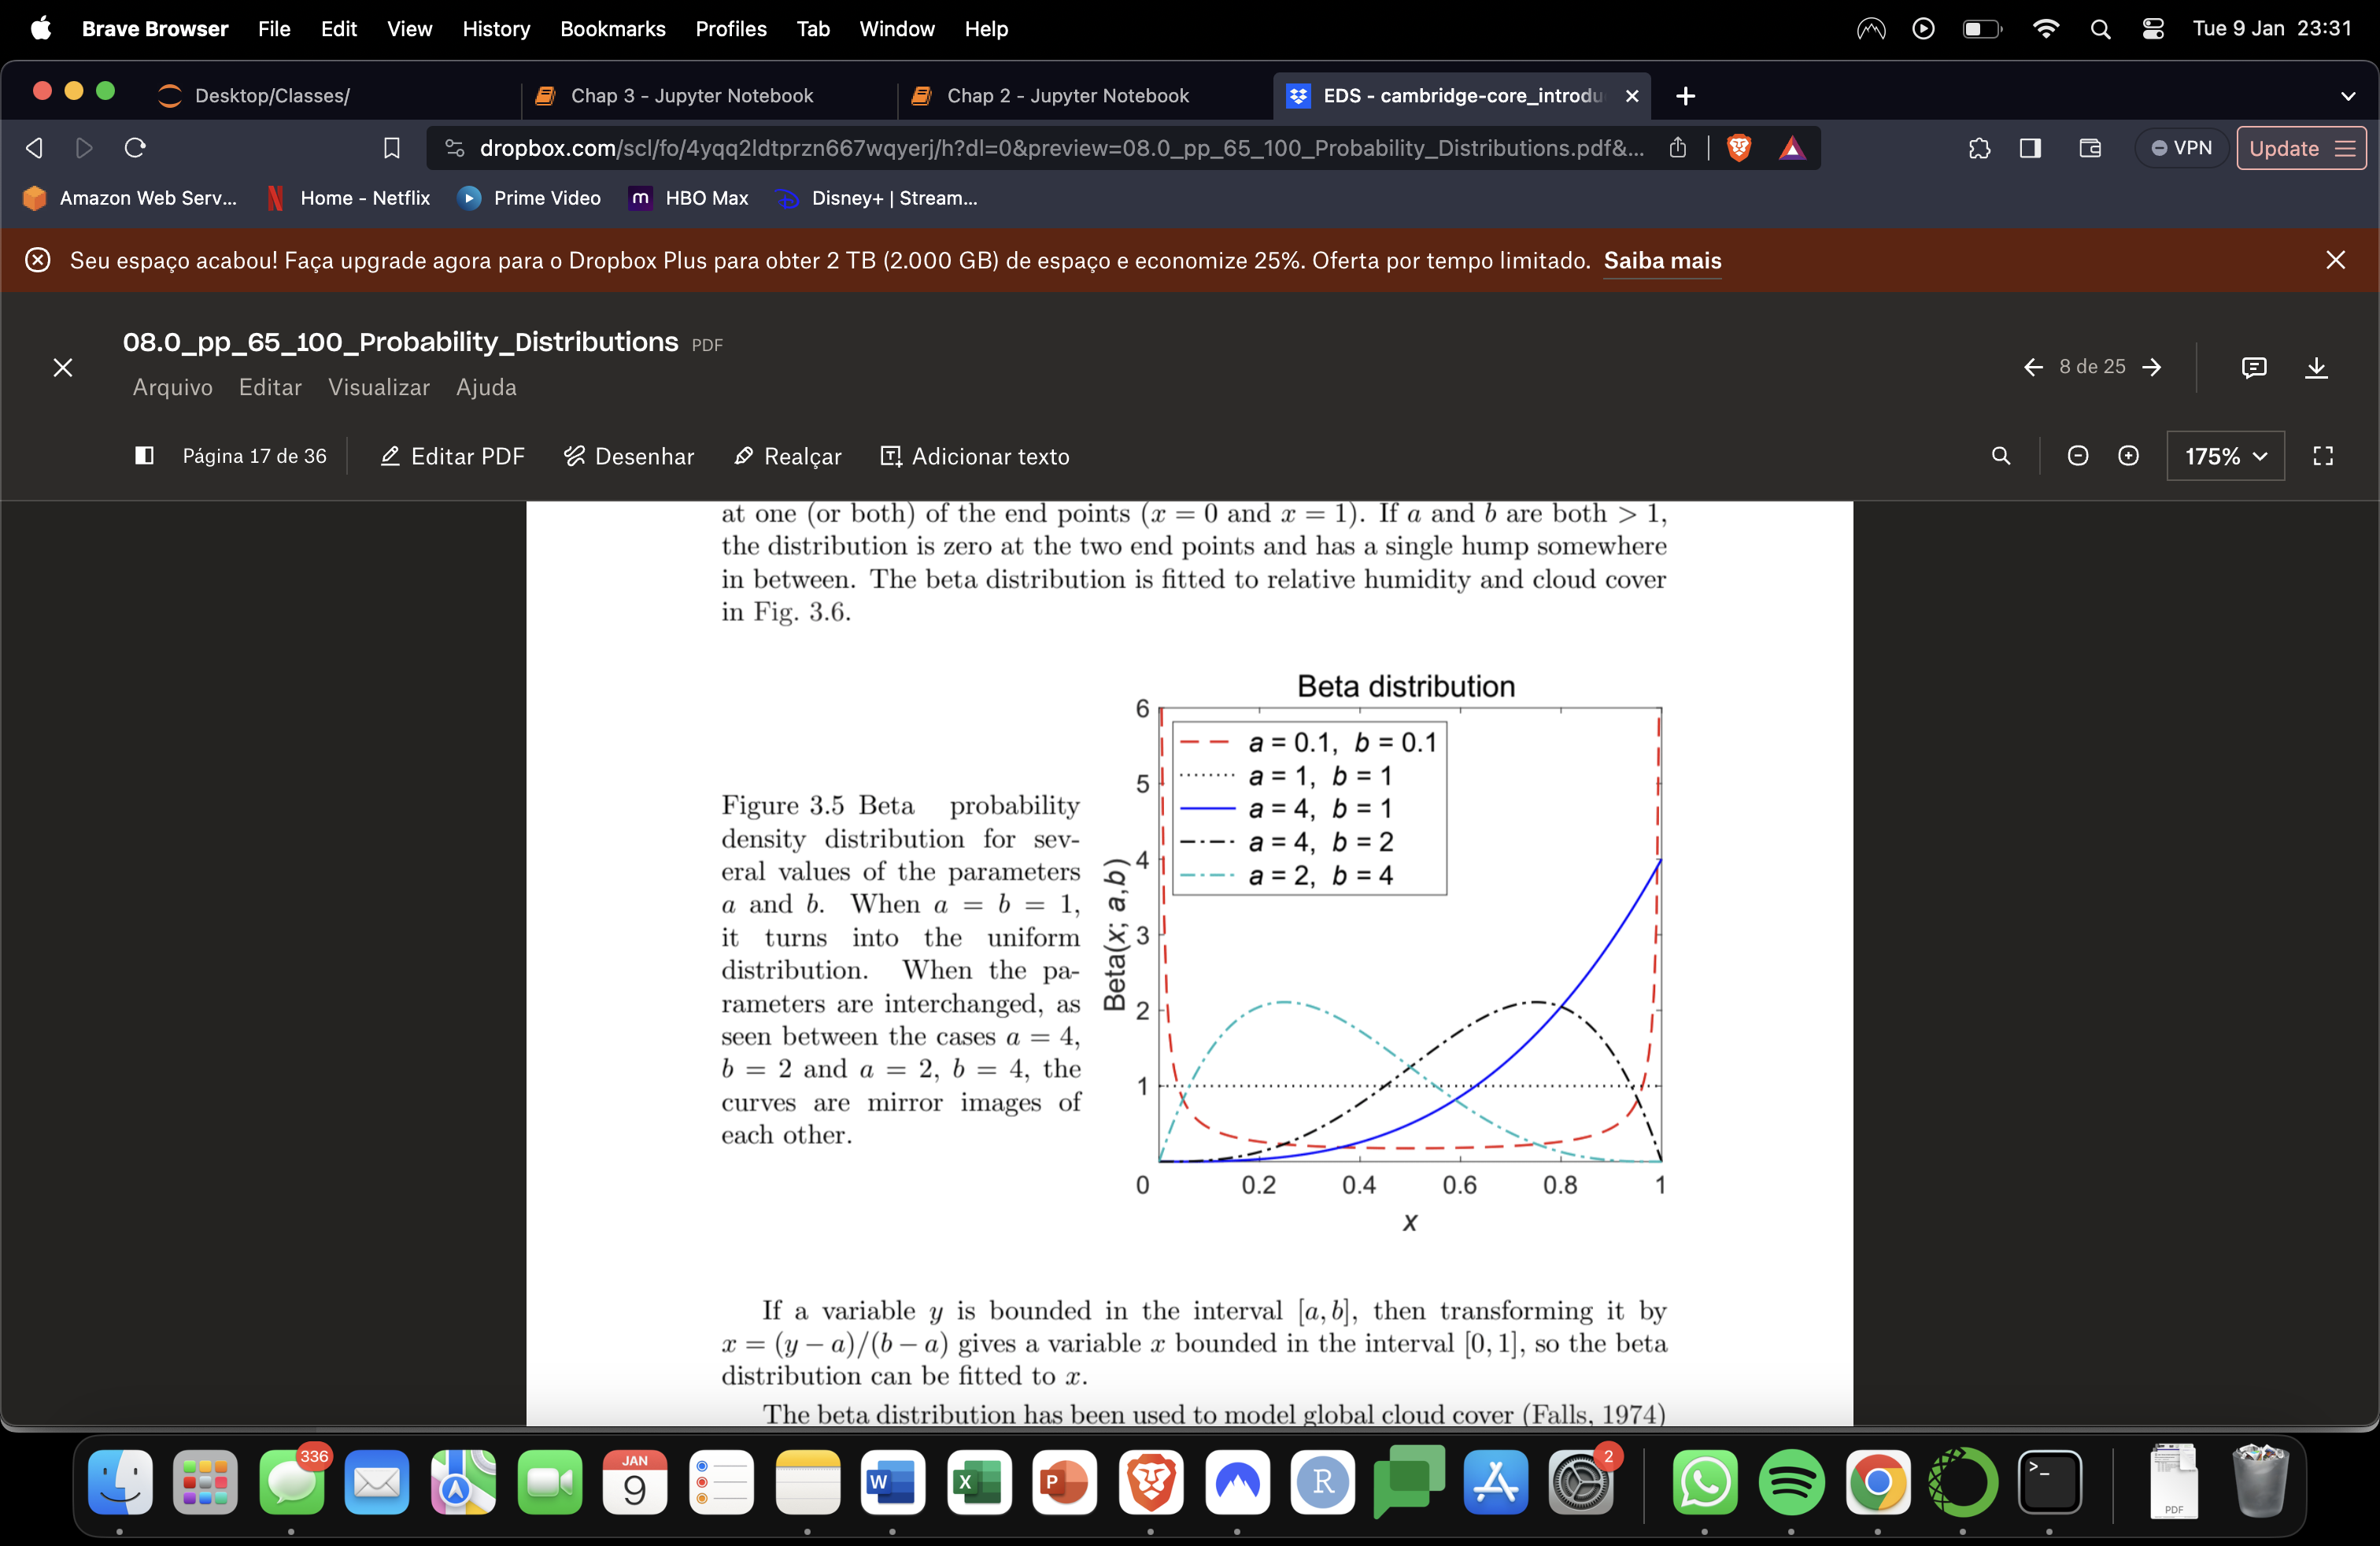 Brave Browser File Edit View History Bookmarks Profiles Tab Window Help Tue 9 Jan 23:31
Desktop/Classes/ Chap 3 - Jupyter Notebook Chap 2 - Jupyter Notebook EDS - cambridge-core_introdu
dropbox.com/scl/fo/4yqq2ldtprzn667wqyerj/h?dl=0&preview=08.0_pp_65_100_Probability_Distributions.pdf&... VPN Update
Amazon Web Serv... Home - Netflix Prime Video m HBO Max Disney+ | Stream...
Seu espaço acabou! Faça upgrade agora para o Dropbox Plus para obter 2 TB (2.000 GB) de espaço e economize 25%. Oferta por tempo limitado. Saiba mais
08.0_pp_65_100_Probability_Distributions PDF
8 de 25
Arquivo Editar Visualizar Ajuda
Página 17 de 36 Editar PDF Desenhar Realçar Adicionar texto 175%
at one (or both) of the end points (x = 0 and x = 1). If a and b are both > 1,
the distribution is zero at the two end points and has a single hump somewhere
in between. The beta distribution is fitted to relative humidity and cloud cover
in Fig. 3.6.
Figure 3.5 Beta probability
density distribution for sev-
eral values of the parameters
a and b. When a = b = 1,
it turns into the uniform
distribution. When the pa-
rameters are interchanged, as
seen between the cases a = 4,
b = 2 and a = 2, b = 4, the
curves are mirror images of
each other.
Beta distribution
a = 0.1, b = 0.1
a = 1, b = 1
a = 4, b = 1
a = 4, b = 2
a = 2, b = 4
Beta(x; a,b)
6
5
4
3
2
1
0 0.2 0.4 0.6 0.8 1
x
If a variable y is bounded in the interval [a, b], then transforming it by
x = (y − a)/(b − a) gives a variable x bounded in the interval [0, 1], so the beta
distribution can be fitted to x.
The beta distribution has been used to model global cloud cover (Falls, 1974)
336
JAN
9
W
X
P
R
2
>_
PDF